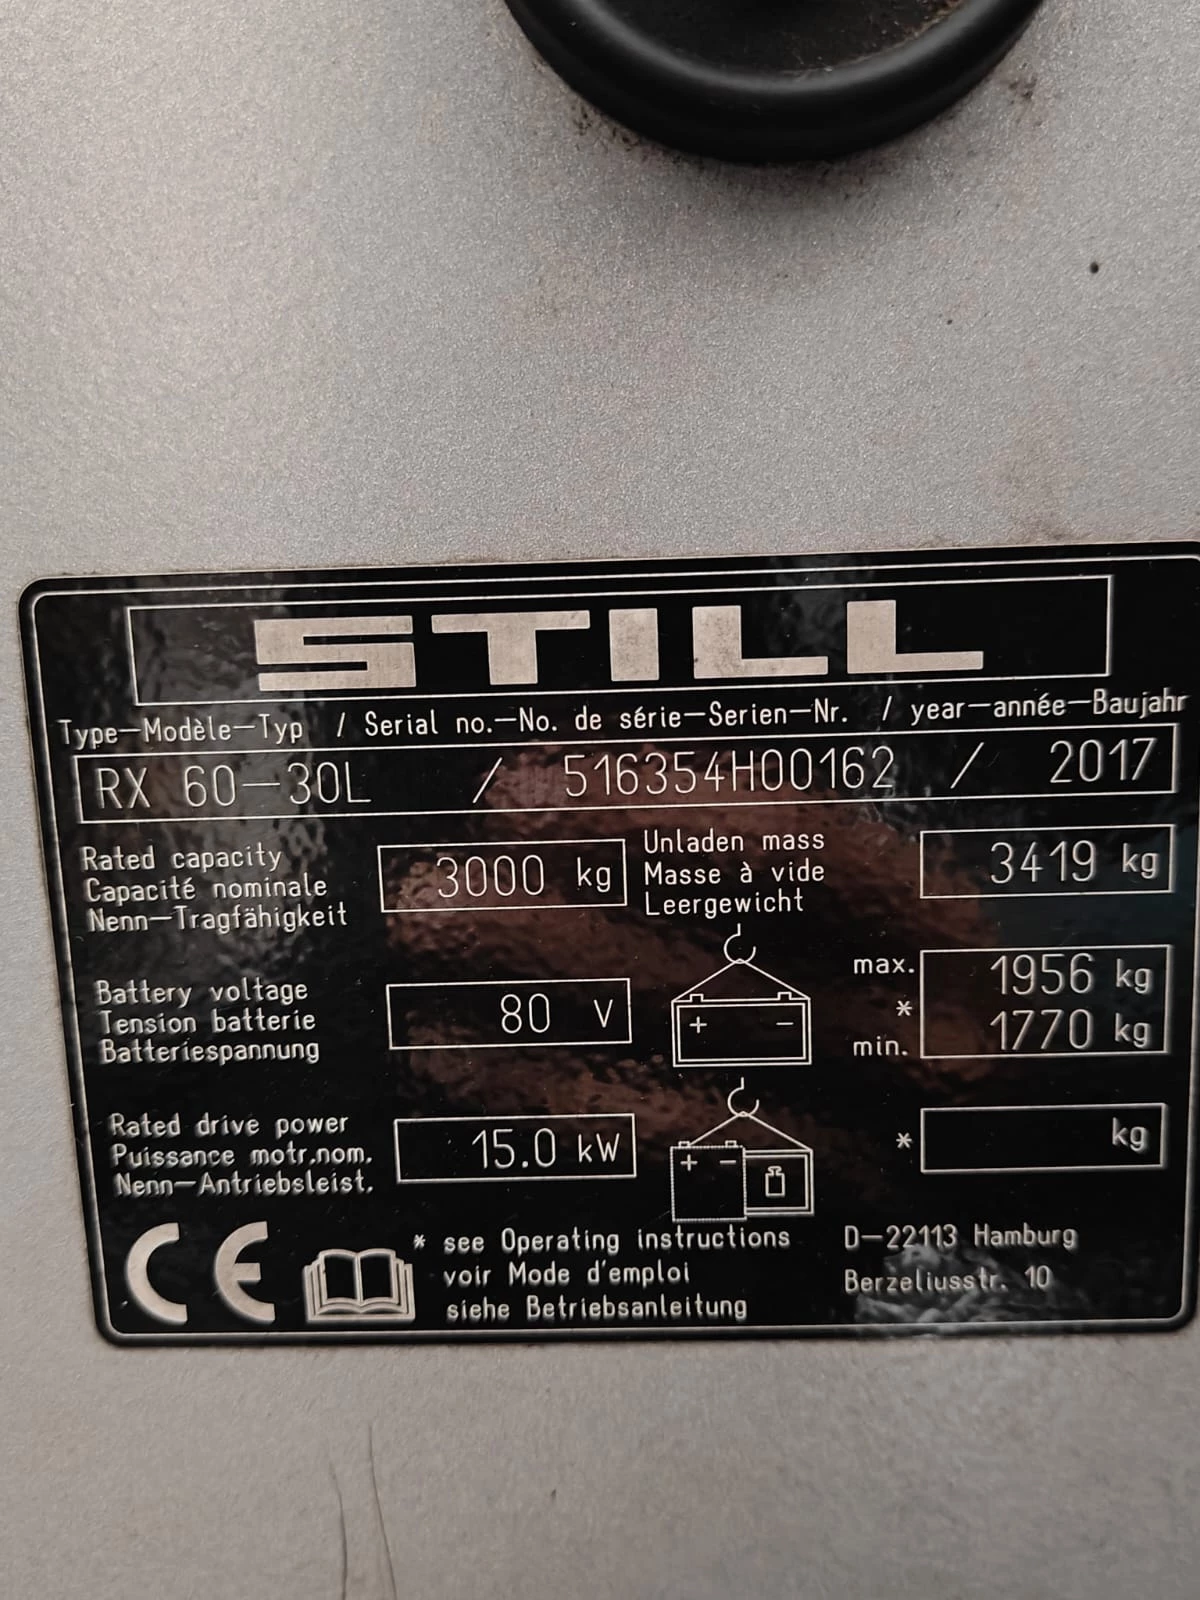 STILL
Type-Modèle-Typ / Serial no.-No. de série-Serien-Nr. / year-année-Baujahr
RX 60-30L / 516354H00162 / 2017
Rated capacity
Capacité nominale
Nenn-Tragfähigkeit
3000 kg
Unladen mass
Masse à vide
Leergewicht
3419 kg
Battery voltage
Tension batterie
Batteriespannung
80 V
+ -
max. 1956 kg
*
min. 1770 kg
Rated drive power
Puissance motr.nom.
Nenn-Antriebsleist.
15.0 kW
+ -
* kg
CE
* see Operating instructions
voir Mode d'emploi
siehe Betriebsanleitung
D-22113 Hamburg
Berzeliusstr. 10